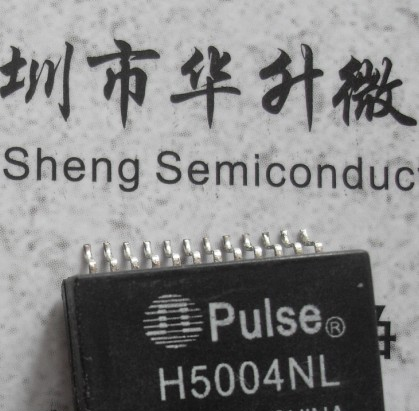 圳市华升微
Sheng Semiconduc
Pulse®
H5004NL